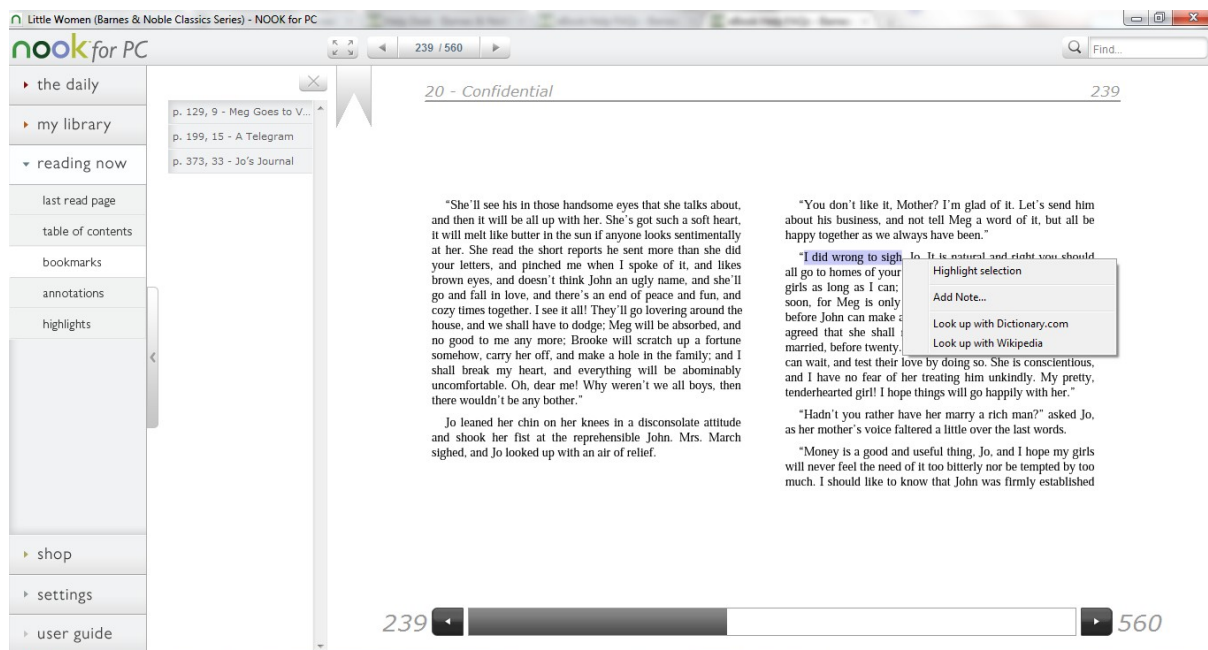 Little Women (Barnes & Noble Classics Series) - NOOK for PC
nook for PC
239 / 560
Find...
the daily
my library
reading now
last read page
table of contents
bookmarks
annotations
highlights
shop
settings
user guide
p. 129, 9 - Meg Goes to V...
p. 199, 15 - A Telegram
p. 373, 33 - Jo's Journal
20 - Confidential
239
“She’ll see his in those handsome eyes that she talks about,
and then it will be all up with her. She’s got such a soft heart,
it will melt like butter in the sun if anyone looks sentimentally
at her. She read the short reports he sent more than she did
your letters, and pinched me when I spoke of it, and likes
brown eyes, and doesn’t think John an ugly name, and she’ll
go and fall in love, and there’s an end of peace and fun, and
cozy times together. I see it all! They’ll go lovering around the
house, and we shall have to dodge; Meg will be absorbed, and
no good to me any more; Brooke will scratch up a fortune
somehow, carry her off, and make a hole in the family; and I
shall break my heart, and everything will be abominably
uncomfortable. Oh, dear me! Why weren’t we all boys, then
there wouldn’t be any bother.”
Jo leaned her chin on her knees in a disconsolate attitude
and shook her fist at the reprehensible John. Mrs. March
sighed, and Jo looked up with an air of relief.
“You don’t like it, Mother? I’m glad of it. Let’s send him
about his business, and not tell Meg a word of it, but all be
happy together as we always have been.”
“I did wrong to sigh, Jo. It is natural and right you should
all go to homes of your
girls as long as I can;
soon, for Meg is only
before John can make a
agreed that she shall
married, before twenty.
can wait, and test their love by doing so. She is conscientious,
and I have no fear of her treating him unkindly. My pretty,
tenderhearted girl! I hope things will go happily with her.”
“Hadn’t you rather have her marry a rich man?” asked Jo,
as her mother’s voice faltered a little over the last words.
“Money is a good and useful thing, Jo, and I hope my girls
will never feel the need of it too bitterly nor be tempted by too
much. I should like to know that John was firmly established
Highlight selection
Add Note...
Look up with Dictionary.com
Look up with Wikipedia
239
560